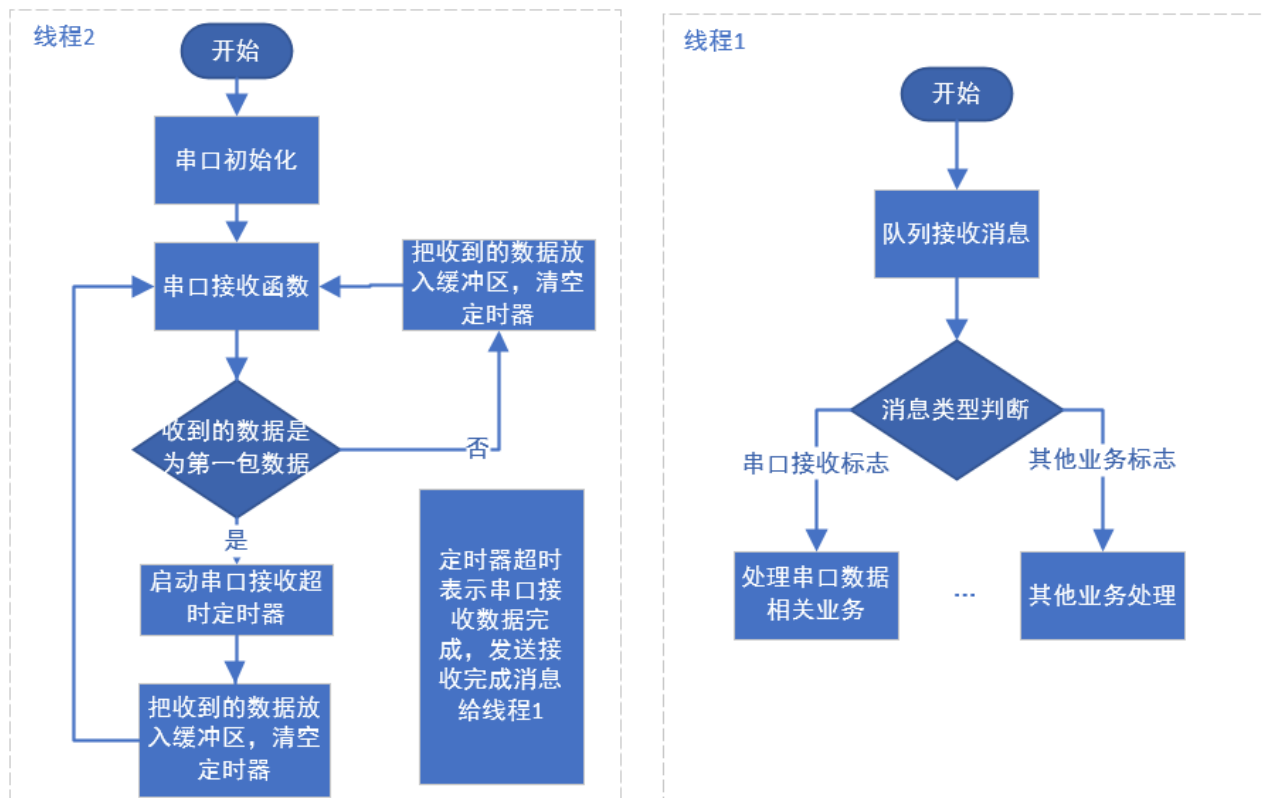 线程2
开始
串口初始化
串口接收函数
把收到的数据放
入缓冲区，清空
定时器
收到的数据是
为第一包数据
否
是
启动串口接收超
时定时器
把收到的数据放
入缓冲区，清空
定时器
定时器超时
表示串口接
收数据完
成，发送接
收完成消息
给线程1
线程1
开始
队列接收消息
消息类型判断
串口接收标志
其他业务标志
处理串口数据
相关业务
...
其他业务处理